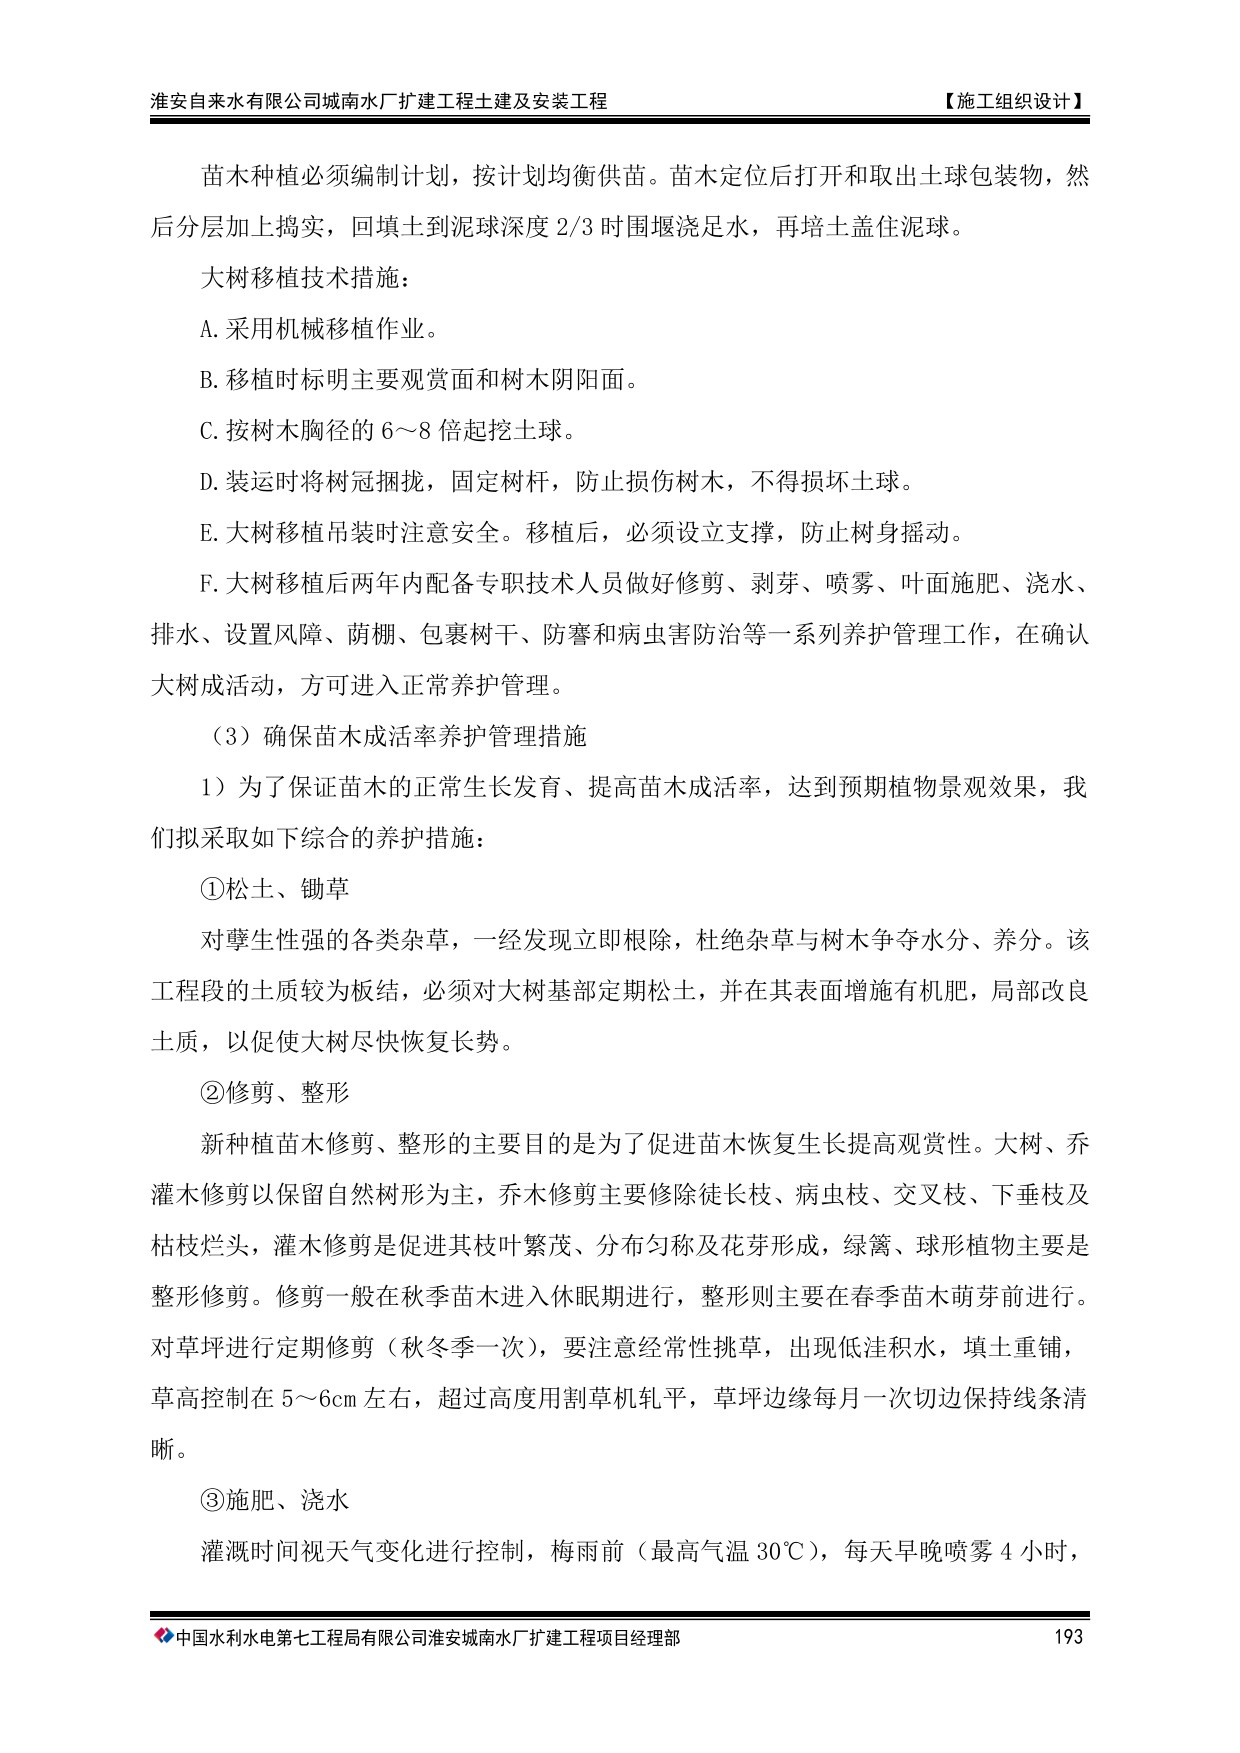 淮安自来水有限公司城南水厂扩建工程土建及安装工程 【施工组织设计】
苗木种植必须编制计划，按计划均衡供苗。苗木定位后打开和取出土球包装物，然
后分层加上捣实，回填土到泥球深度 2/3 时围堰浇足水，再培土盖住泥球。
大树移植技术措施：
A.采用机械移植作业。
B.移植时标明主要观赏面和树木阴阳面。
C.按树木胸径的 6～8 倍起挖土球。
D.装运时将树冠捆拢，固定树杆，防止损伤树木，不得损坏土球。
E.大树移植吊装时注意安全。移植后，必须设立支撑，防止树身摇动。
F.大树移植后两年内配备专职技术人员做好修剪、剥芽、喷雾、叶面施肥、浇水、
排水、设置风障、荫棚、包裹树干、防謇和病虫害防治等一系列养护管理工作，在确认
大树成活动，方可进入正常养护管理。
（3）确保苗木成活率养护管理措施
1）为了保证苗木的正常生长发育、提高苗木成活率，达到预期植物景观效果，我
们拟采取如下综合的养护措施：
①松土、锄草
对孽生性强的各类杂草，一经发现立即根除，杜绝杂草与树木争夺水分、养分。该
工程段的土质较为板结，必须对大树基部定期松土，并在其表面增施有机肥，局部改良
土质，以促使大树尽快恢复长势。
②修剪、整形
新种植苗木修剪、整形的主要目的是为了促进苗木恢复生长提高观赏性。大树、乔
灌木修剪以保留自然树形为主，乔木修剪主要修除徒长枝、病虫枝、交叉枝、下垂枝及
枯枝烂头，灌木修剪是促进其枝叶繁茂、分布匀称及花芽形成，绿篱、球形植物主要是
整形修剪。修剪一般在秋季苗木进入休眠期进行，整形则主要在春季苗木萌芽前进行。
对草坪进行定期修剪（秋冬季一次），要注意经常性挑草，出现低洼积水，填土重铺，
草高控制在 5～6cm 左右，超过高度用割草机轧平，草坪边缘每月一次切边保持线条清
晰。
③施肥、浇水
灌溉时间视天气变化进行控制，梅雨前（最高气温 30℃），每天早晚喷雾 4 小时，
中国水利水电第七工程局有限公司淮安城南水厂扩建工程项目经理部 193